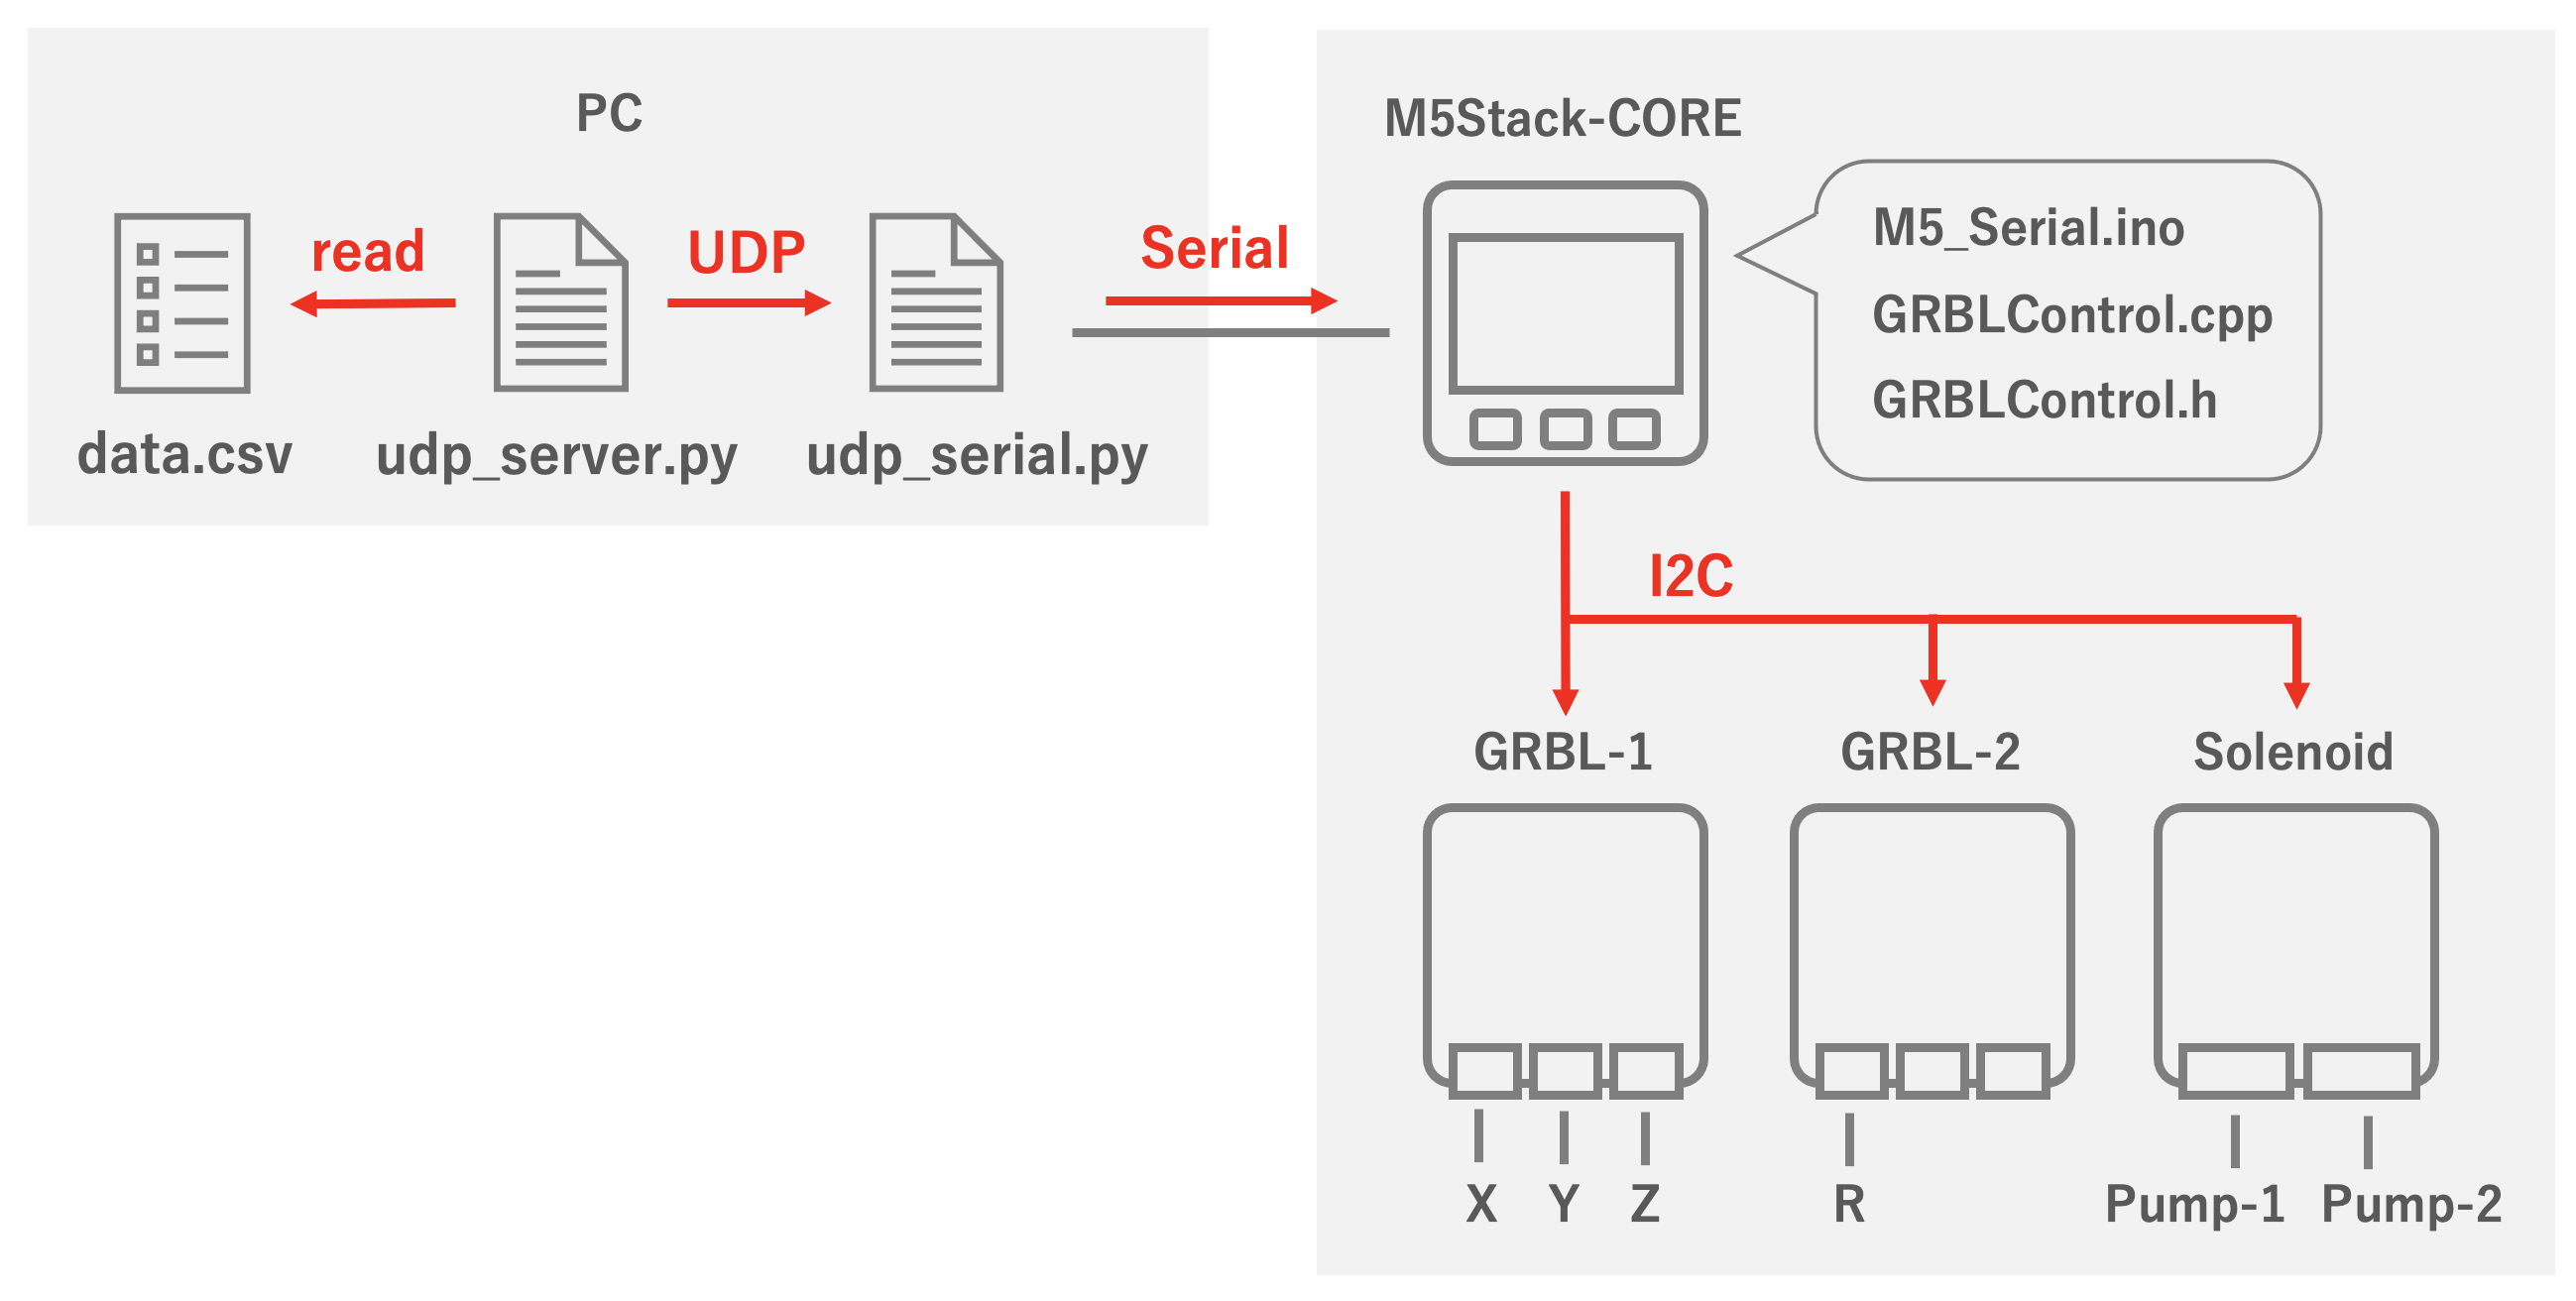 PC
read
UDP
data.csv
udp_server.py
udp_serial.py
Serial
M5Stack-CORE
M5_Serial.ino
GRBLControl.cpp
GRBLControl.h
I2C
GRBL-1
GRBL-2
Solenoid
X
Y
Z
R
Pump-1
Pump-2